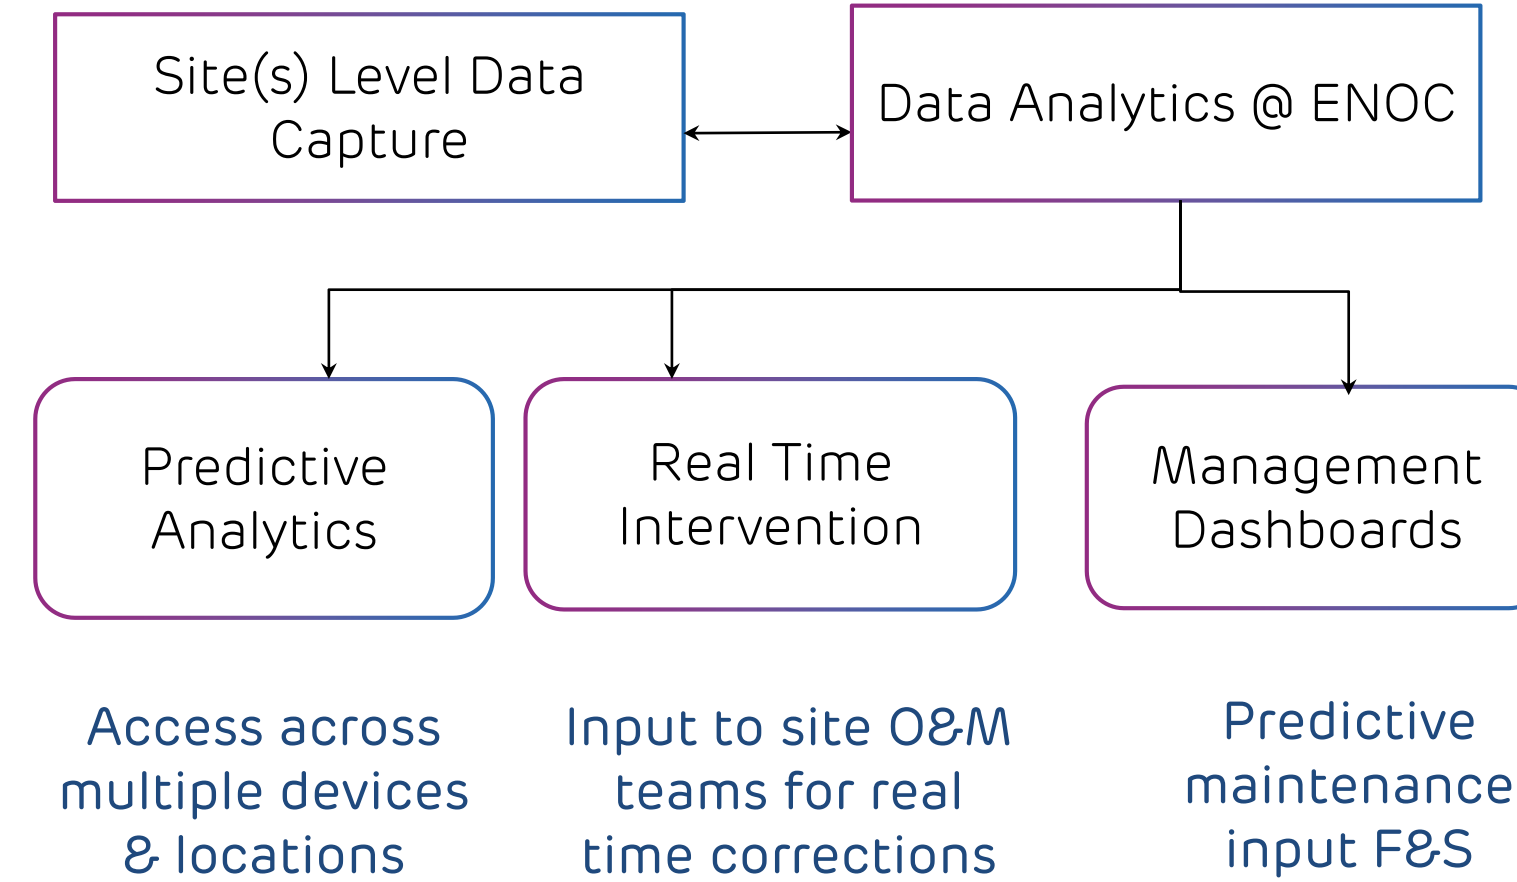 Site(s) Level Data
Capture
Data Analytics @ ENOC
Predictive
Analytics
Real Time
Intervention
Management
Dashboards
Access across
multiple devices
& locations
Input to site O&M
teams for real
time corrections
Predictive
maintenance
input F&S